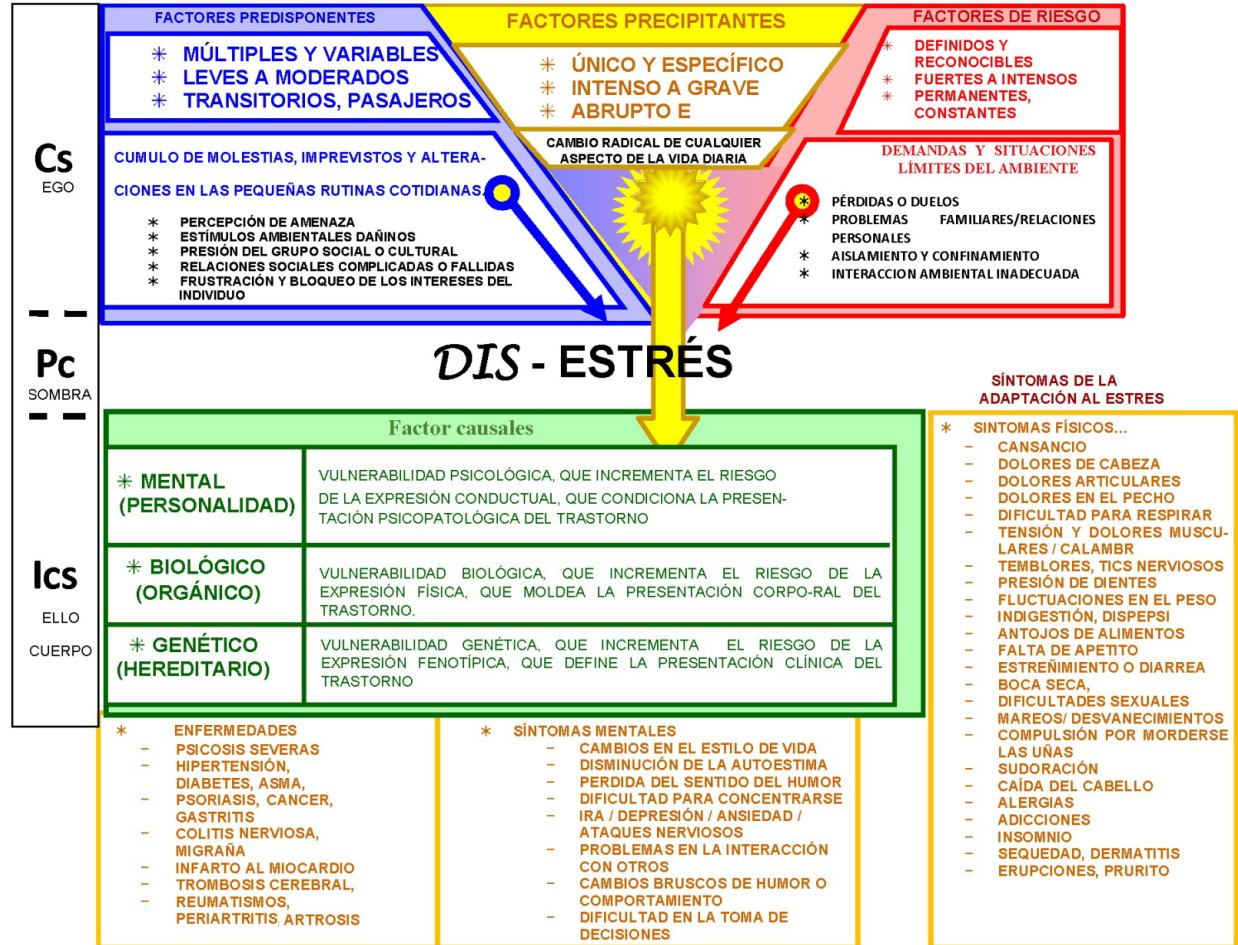 FACTORES PREDISPONENTES
✳ MÚLTIPLES Y VARIABLES
✳ LEVES A MODERADOS
✳ TRANSITORIOS, PASAJEROS
CUMULO DE MOLESTIAS, IMPREVISTOS Y ALTERA-
CIONES EN LAS PEQUEÑAS RUTINAS COTIDIANAS.
* PERCEPCIÓN DE AMENAZA
* ESTÍMULOS AMBIENTALES DAÑINOS
* PRESIÓN DEL GRUPO SOCIAL O CULTURAL
* RELACIONES SOCIALES COMPLICADAS O FALLIDAS
* FRUSTRACIÓN Y BLOQUEO DE LOS INTERESES DEL
INDIVIDUO
FACTORES PRECIPITANTES
✳ ÚNICO Y ESPECÍFICO
✳ INTENSO A GRAVE
✳ ABRUPTO E
CAMBIO RADICAL DE CUALQUIER
ASPECTO DE LA VIDA DIARIA
FACTORES DE RIESGO
✳ DEFINIDOS Y
RECONOCIBLES
✳ FUERTES A INTENSOS
✳ PERMANENTES,
CONSTANTES
DEMANDAS Y SITUACIONES
LÍMITES DEL AMBIENTE
* PÉRDIDAS O DUELOS
* PROBLEMAS FAMILIARES/RELACIONES
PERSONALES
* AISLAMIENTO Y CONFINAMIENTO
* INTERACCION AMBIENTAL INADECUADA
Cs
EGO
Pc
SOMBRA
Ics
ELLO
CUERPO
DIS - ESTRÉS
Factor causales
✳ MENTAL
(PERSONALIDAD)
VULNERABILIDAD PSICOLÓGICA, QUE INCREMENTA EL RIESGO
DE LA EXPRESIÓN CONDUCTUAL, QUE CONDICIONA LA PRESEN-
TACIÓN PSICOPATOLÓGICA DEL TRASTORNO
✳ BIOLÓGICO
(ORGÁNICO)
VULNERABILIDAD BIOLÓGICA, QUE INCREMENTA EL RIESGO DE LA
EXPRESIÓN FÍSICA, QUE MOLDEA LA PRESENTACIÓN CORPO-RAL DEL
TRASTORNO.
✳ GENÉTICO
(HEREDITARIO)
VULNERABILIDAD GENÉTICA, QUE INCREMENTA EL RIESGO DE LA
EXPRESIÓN FENOTÍPICA, QUE DEFINE LA PRESENTACIÓN CLÍNICA DEL
TRASTORNO
SÍNTOMAS DE LA
ADAPTACIÓN AL ESTRES
* SINTOMAS FÍSICOS...
– CANSANCIO
– DOLORES DE CABEZA
– DOLORES ARTICULARES
– DOLORES EN EL PECHO
– DIFICULTAD PARA RESPIRAR
– TENSIÓN Y DOLORES MUSCU-
LARES / CALAMBR
– TEMBLORES, TICS NERVIOSOS
– PRESIÓN DE DIENTES
– FLUCTUACIONES EN EL PESO
– INDIGESTIÓN, DISPEPSI
– ANTOJOS DE ALIMENTOS
– FALTA DE APETITO
– ESTREÑIMIENTO O DIARREA
– BOCA SECA,
– DIFICULTADES SEXUALES
– MAREOS/ DESVANECIMIENTOS
– COMPULSIÓN POR MORDERSE
LAS UÑAS
– SUDORACIÓN
– CAÍDA DEL CABELLO
– ALERGIAS
– ADICCIONES
– INSOMNIO
– SEQUEDAD, DERMATITIS
– ERUPCIONES, PRURITO
* ENFERMEDADES
– PSICOSIS SEVERAS
– HIPERTENSIÓN,
DIABETES, ASMA,
– PSORIASIS, CANCER,
GASTRITIS
– COLITIS NERVIOSA,
MIGRAÑA
– INFARTO AL MIOCARDIO
– TROMBOSIS CEREBRAL,
– REUMATISMOS,
PERIARTRITIS, ARTROSIS
* SÍNTOMAS MENTALES
– CAMBIOS EN EL ESTILO DE VIDA
– DISMINUCIÓN DE LA AUTOESTIMA
– PERDIDA DEL SENTIDO DEL HUMOR
– DIFICULTAD PARA CONCENTRARSE
– IRA / DEPRESIÓN / ANSIEDAD /
ATAQUES NERVIOSOS
– PROBLEMAS EN LA INTERACCIÓN
CON OTROS
– CAMBIOS BRUSCOS DE HUMOR O
COMPORTAMIENTO
– DIFICULTAD EN LA TOMA DE
DECISIONES